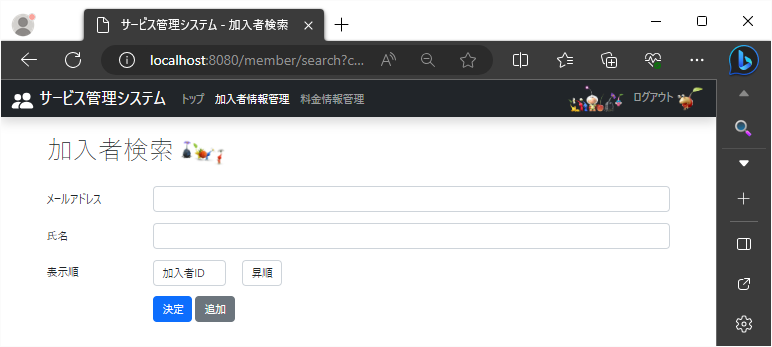 サービス管理システム - 加入者検索
localhost:8080/member/search?c...
サービス管理システム トップ 加入者情報管理 料金情報管理 ログアウト
加入者検索
メールアドレス
氏名
表示順 加入者ID 昇順
決定 追加